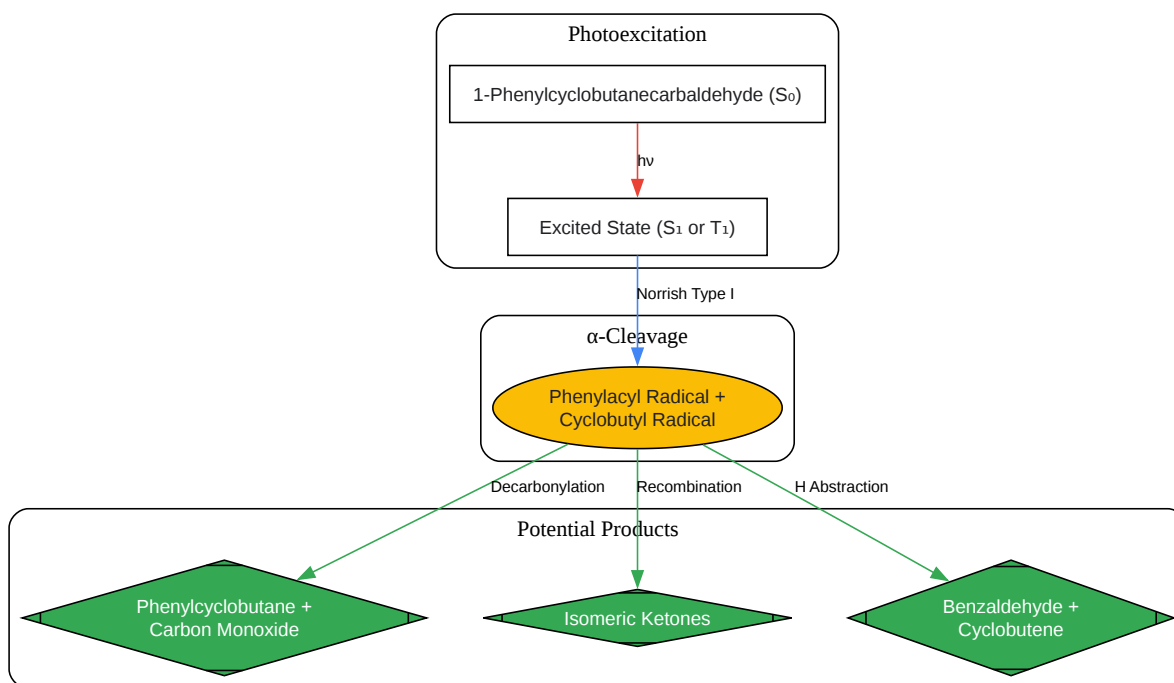 Photoexcitation
1-Phenylcyclobutanecarbaldehyde (S₀)
hν
Excited State (S₁ or T₁)
Norrish Type I
α-Cleavage
Phenylacyl Radical +
Cyclobutyl Radical
Decarbonylation
Recombination
H Abstraction
Potential Products
Phenylcyclobutane +
Carbon Monoxide
Isomeric Ketones
Benzaldehyde +
Cyclobutene